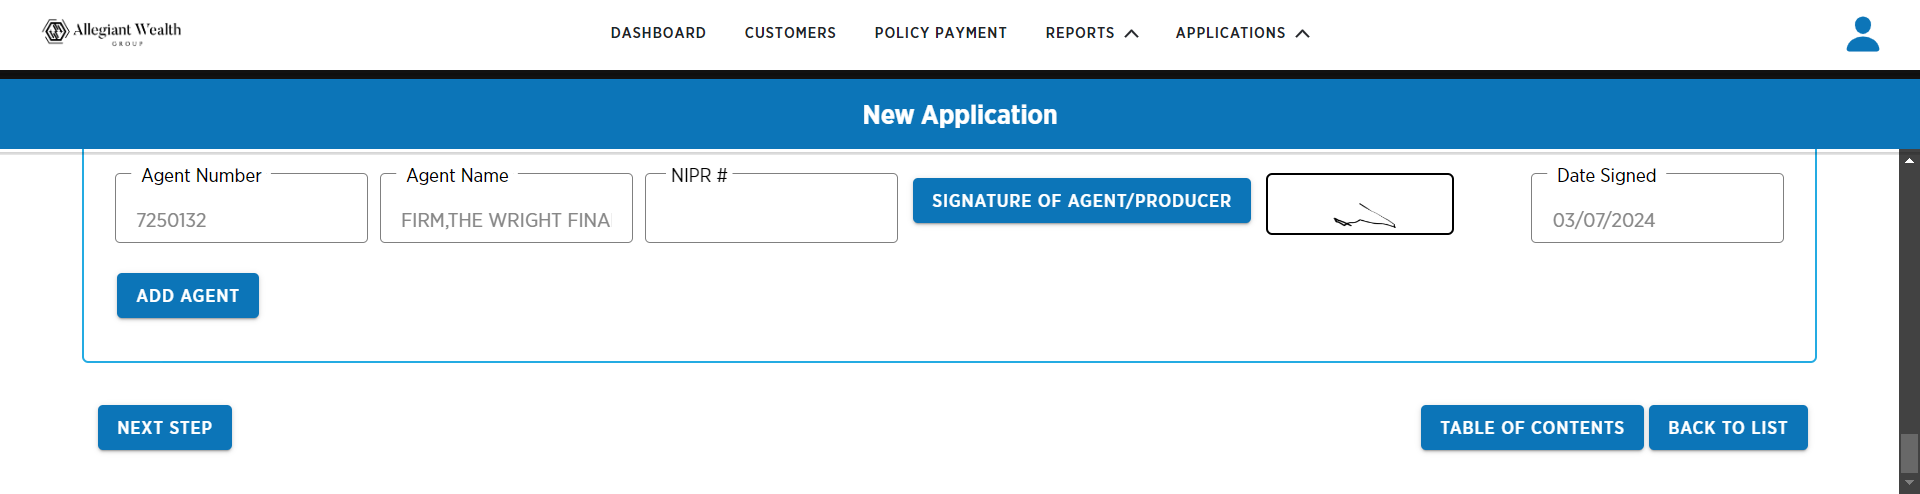 Allegiant Wealth
GROUP
DASHBOARD CUSTOMERS POLICY PAYMENT REPORTS APPLICATIONS
New Application
Agent Number Agent Name NIPR # Date Signed
7250132 FIRM,THE WRIGHT FINA SIGNATURE OF AGENT/PRODUCER 03/07/2024
ADD AGENT
NEXT STEP TABLE OF CONTENTS BACK TO LIST